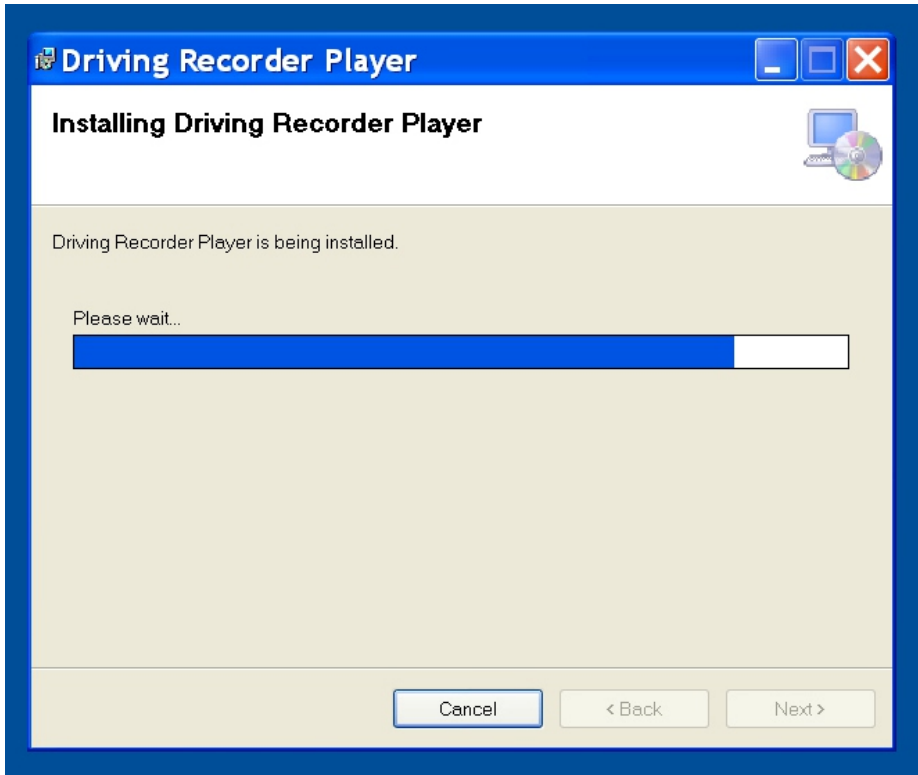 Driving Recorder Player
Installing Driving Recorder Player
Driving Recorder Player is being installed.
Please wait...
Cancel
< Back
Next >